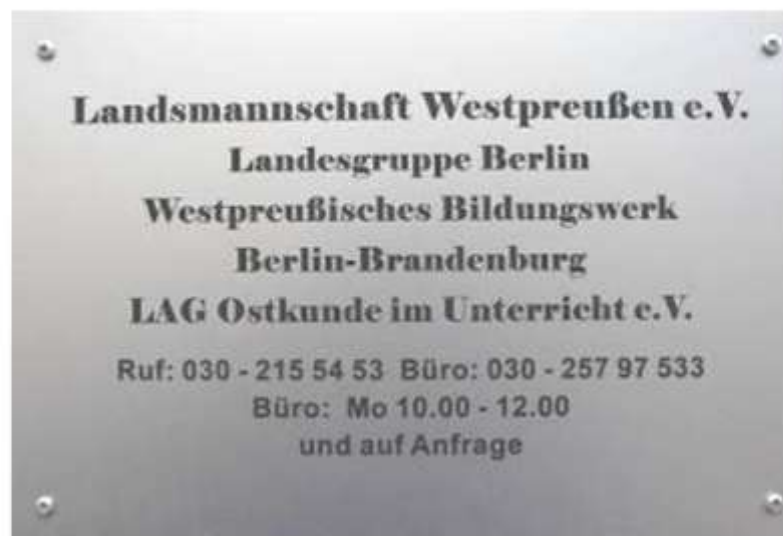 Landsmannschaft Westpreußen e.V.
Landesgruppe Berlin
Westpreußisches Bildungswerk
Berlin-Brandenburg
LAG Ostkunde im Unterricht e.V.
Ruf: 030 - 215 54 53 Büro: 030 - 257 97 533
Büro: Mo 10.00 - 12.00
und auf Anfrage